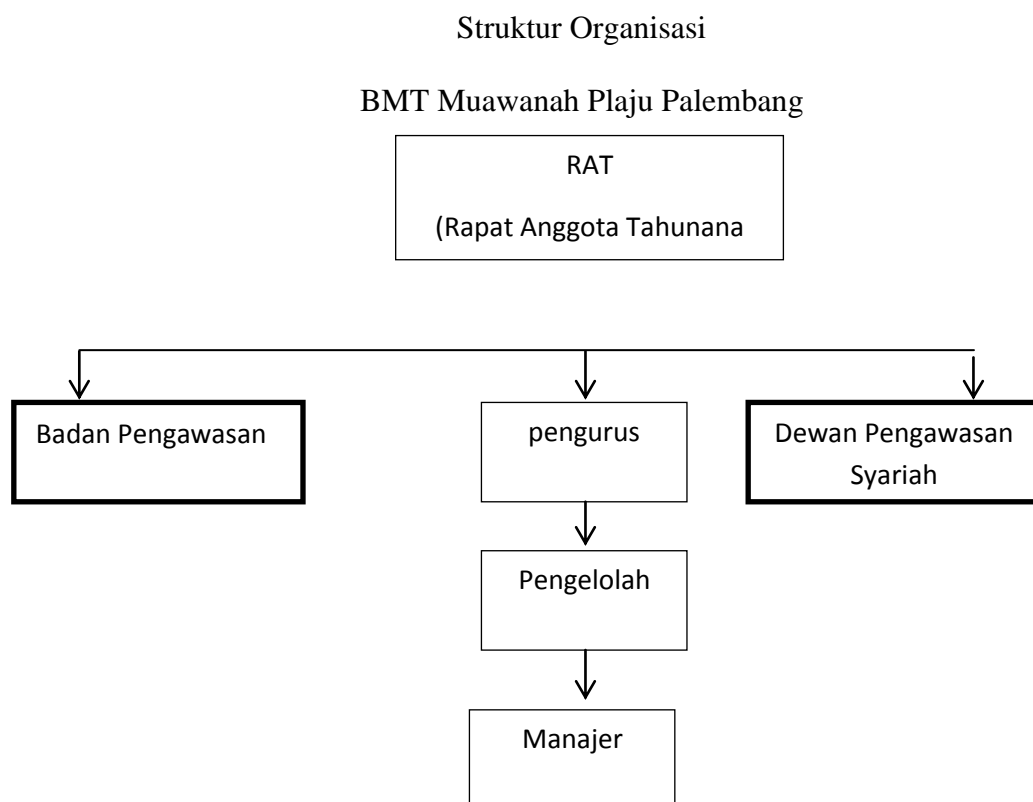 Struktur Organisasi
BMT Muawanah Plaju Palembang
RAT
(Rapat Anggota Tahunana
Badan Pengawasan
pengurus
Dewan Pengawasan
Syariah
Pengelolah
Manajer